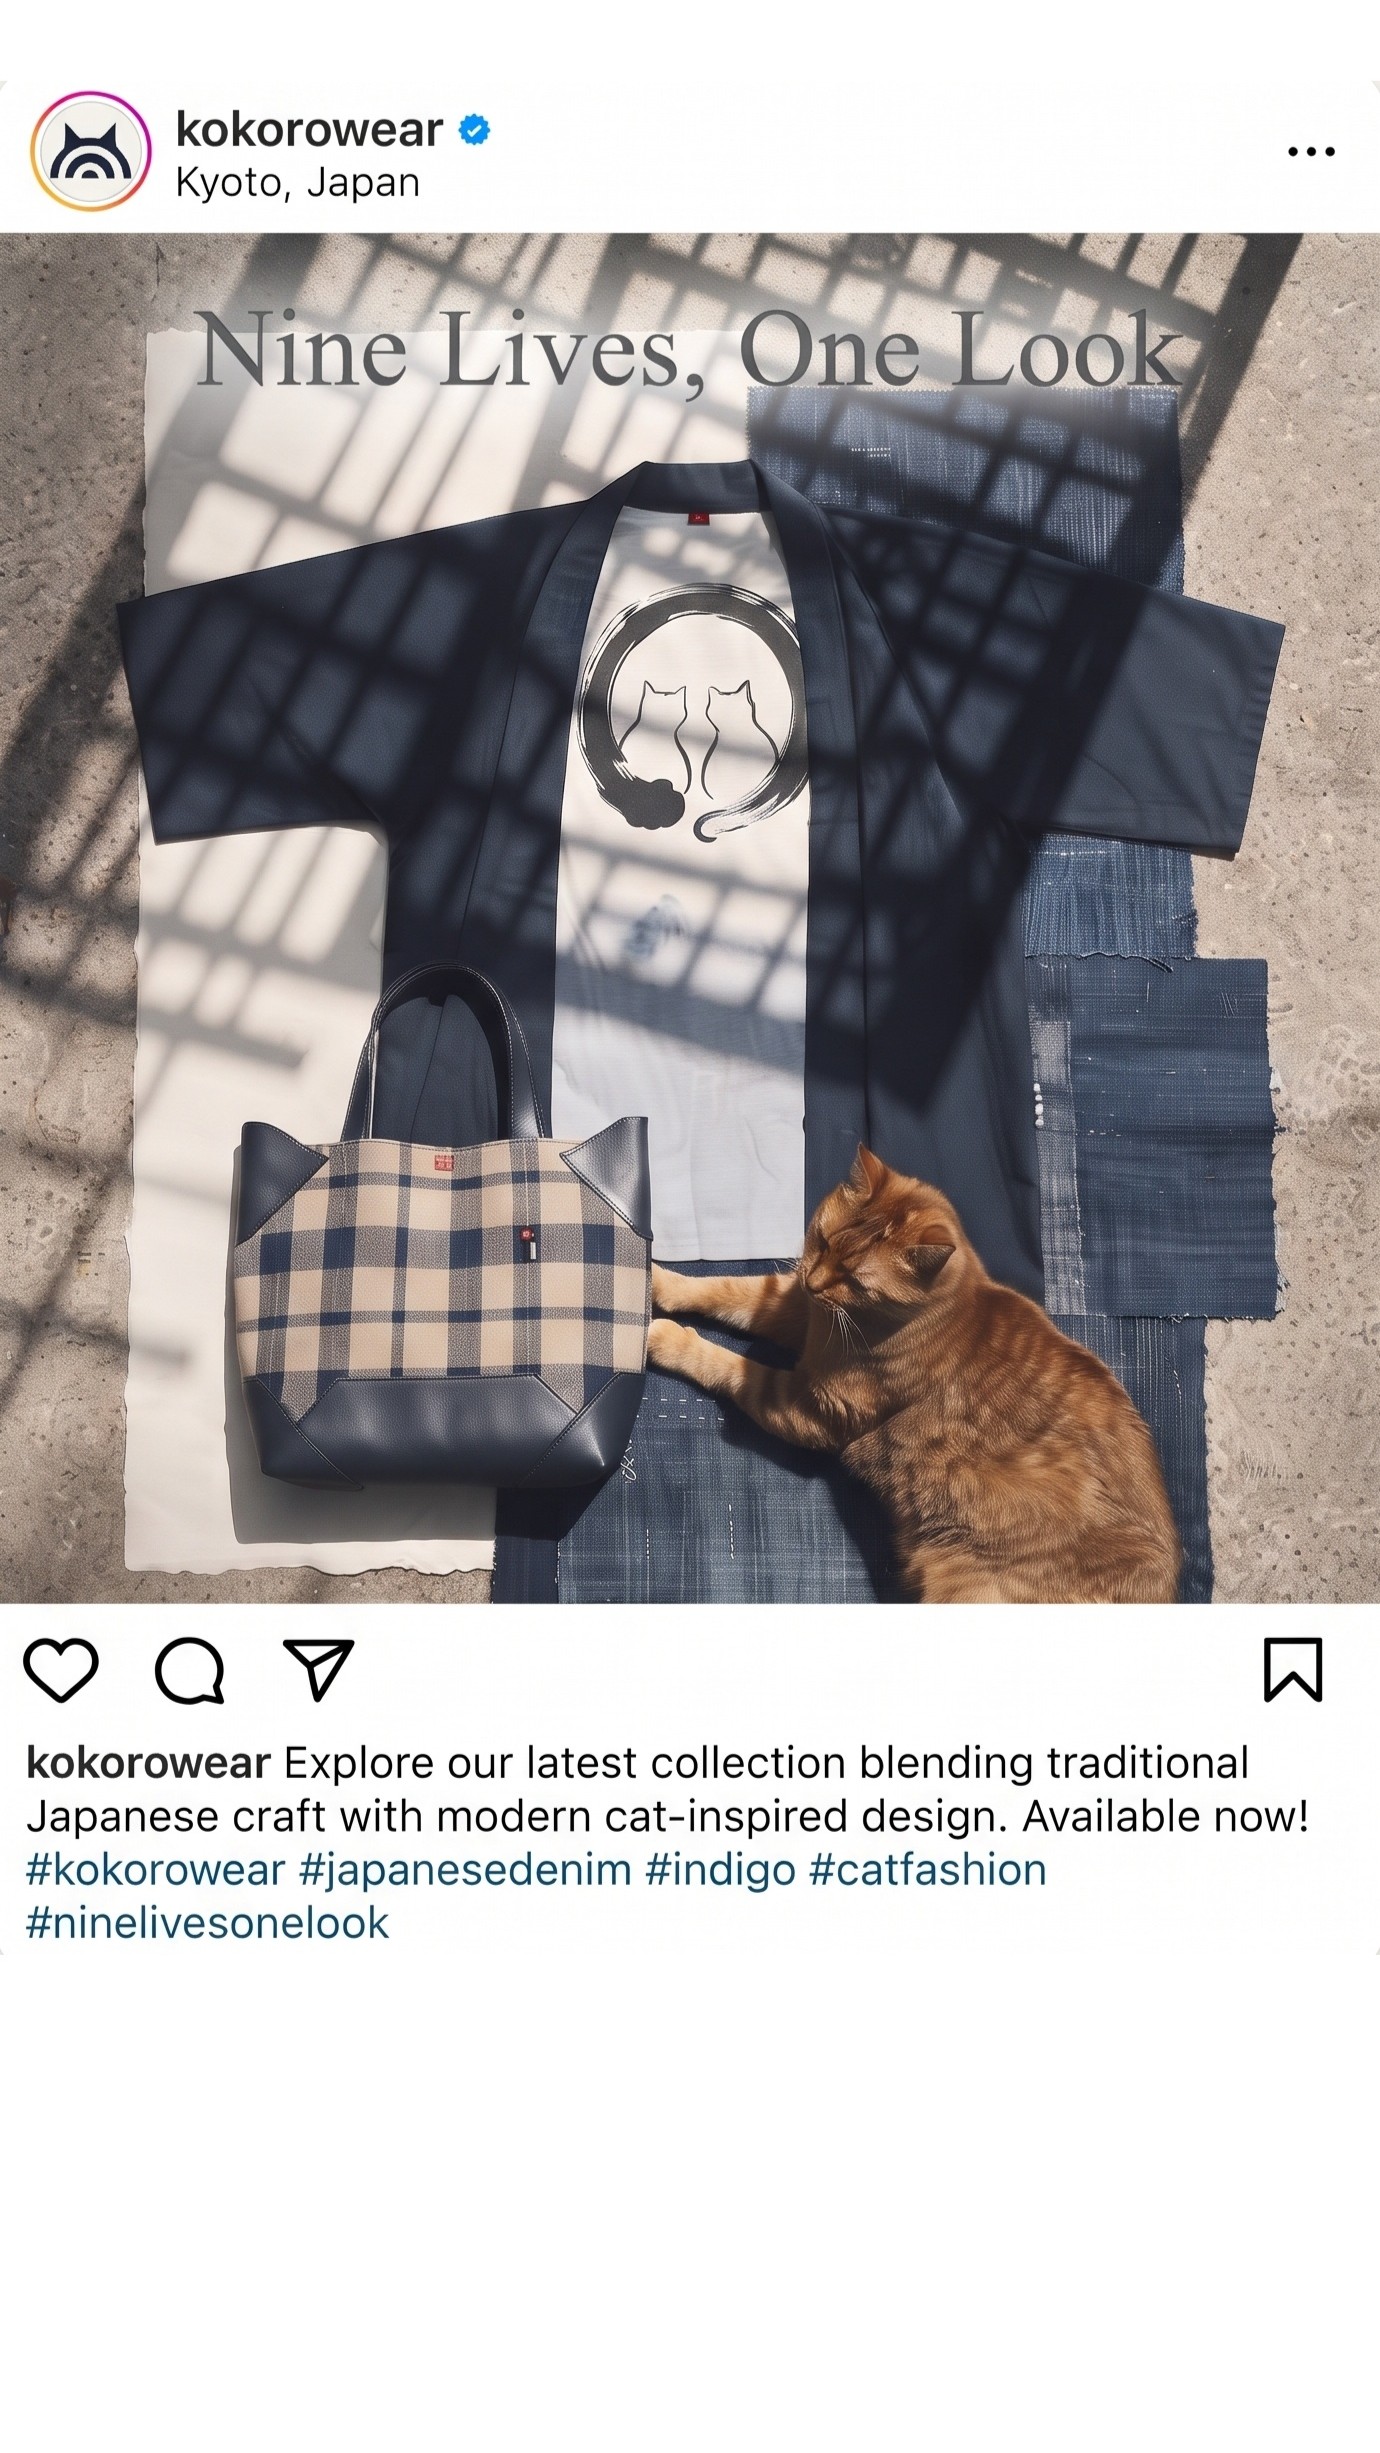 kokorowear
Kyoto, Japan
Nine Lives, One Look
kokorowear Explore our latest collection blending traditional
Japanese craft with modern cat-inspired design. Available now!
#kokorowear #japanesedenim #indigo #catfashion
#ninelivesonelook